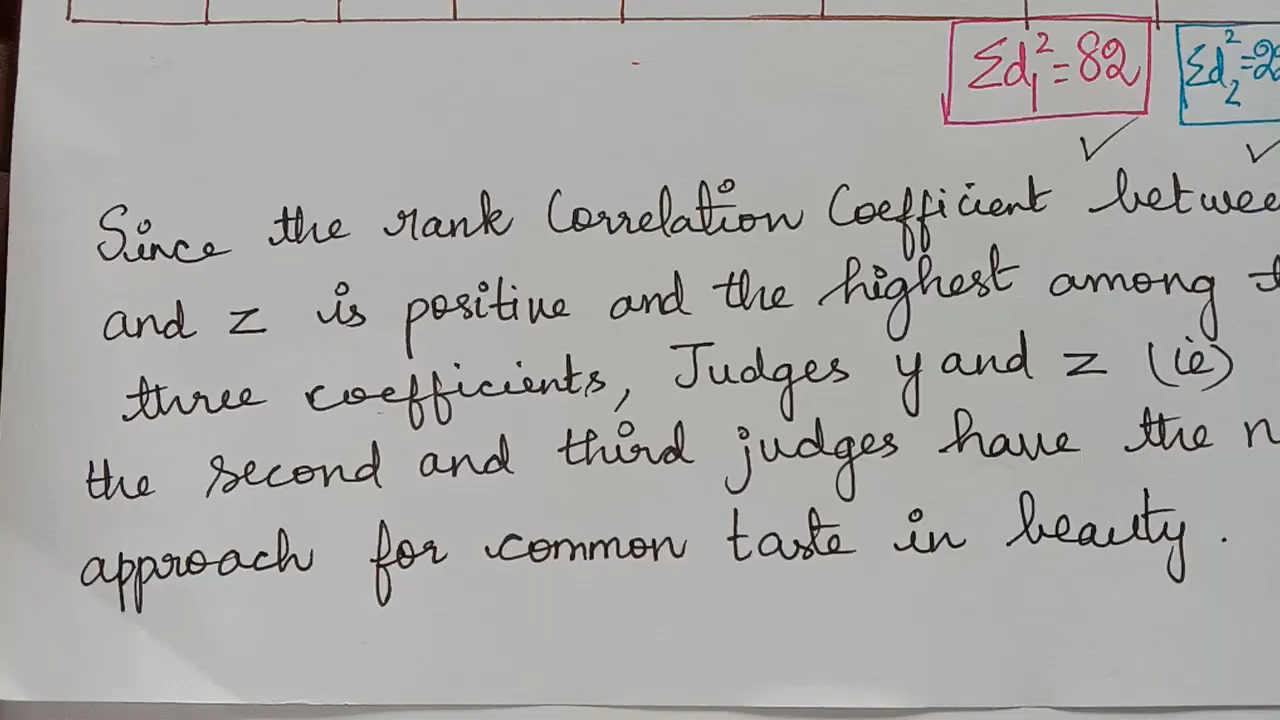 Σd₁² = 82
Σd₂² =
Since the rank Correlation Coefficient
and z is positive and the highest among
three coefficients, Judges y and z (ie)
the second and third judges have the
approach for common taste in beauty.